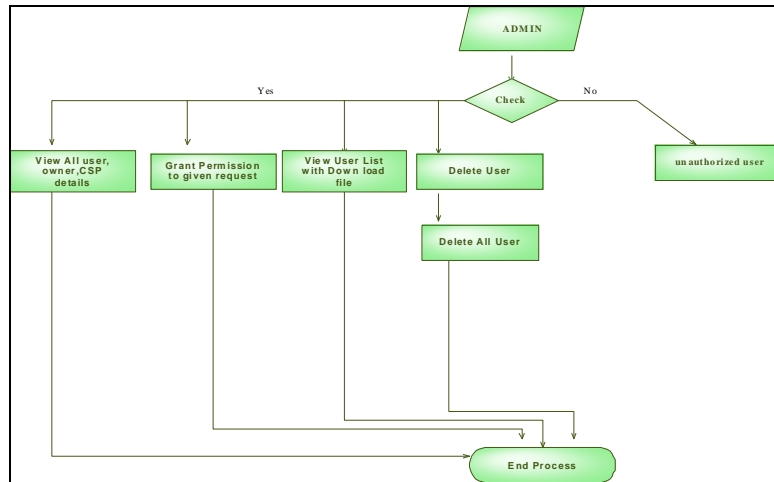 ADMIN
Check
Yes
No
View All user,
owner,CSP
details
Grant Permission
to given request
View User List
with Down load
file
Delete User
unauthorized user
Delete All User
End Process